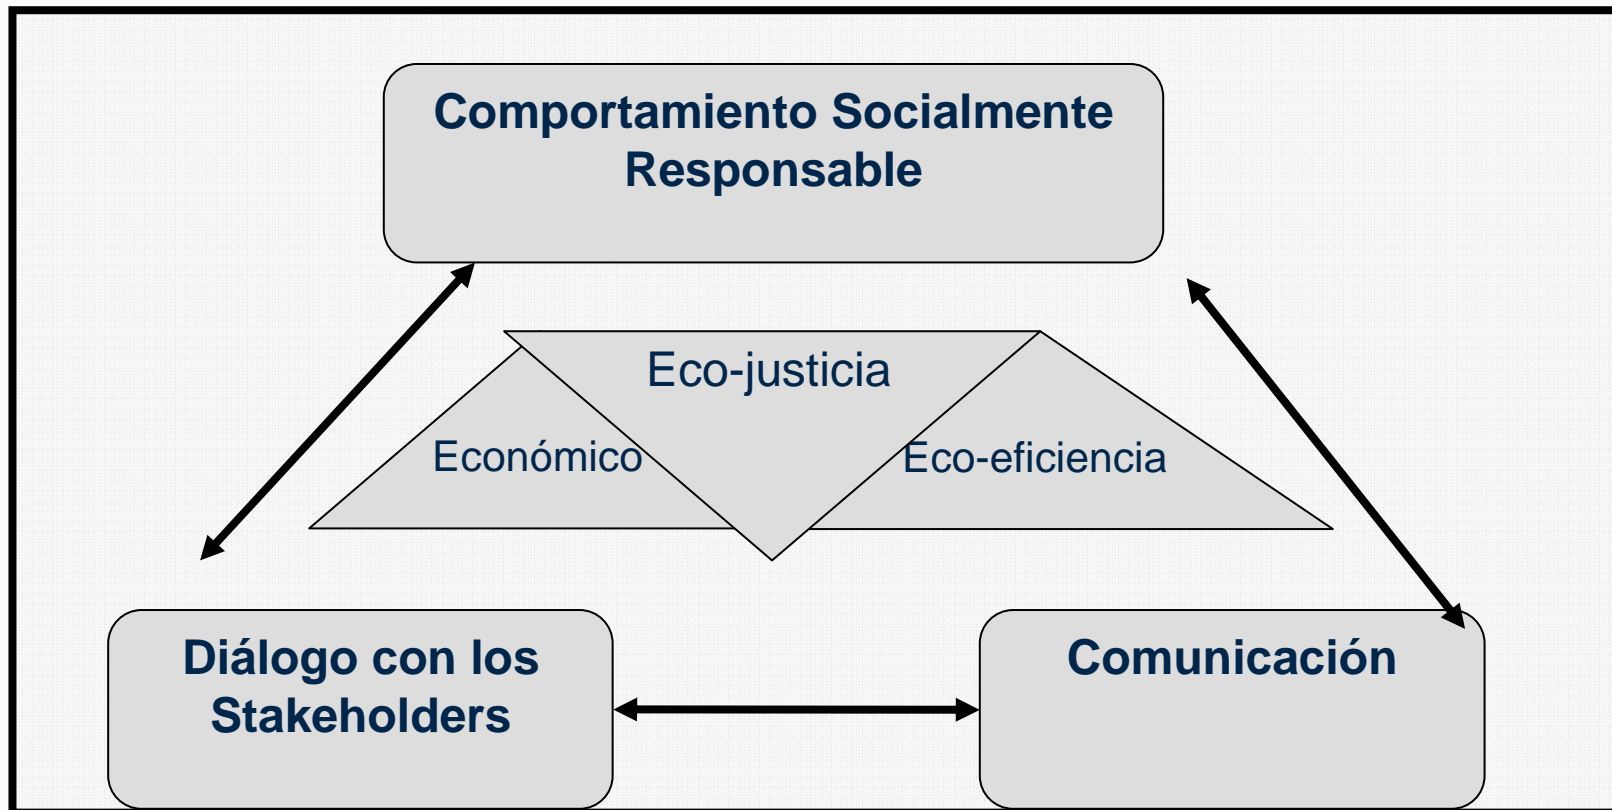 Comportamiento Socialmente
Responsable
Eco-justicia
Económico
Eco-eficiencia
Diálogo con los
Stakeholders
Comunicación